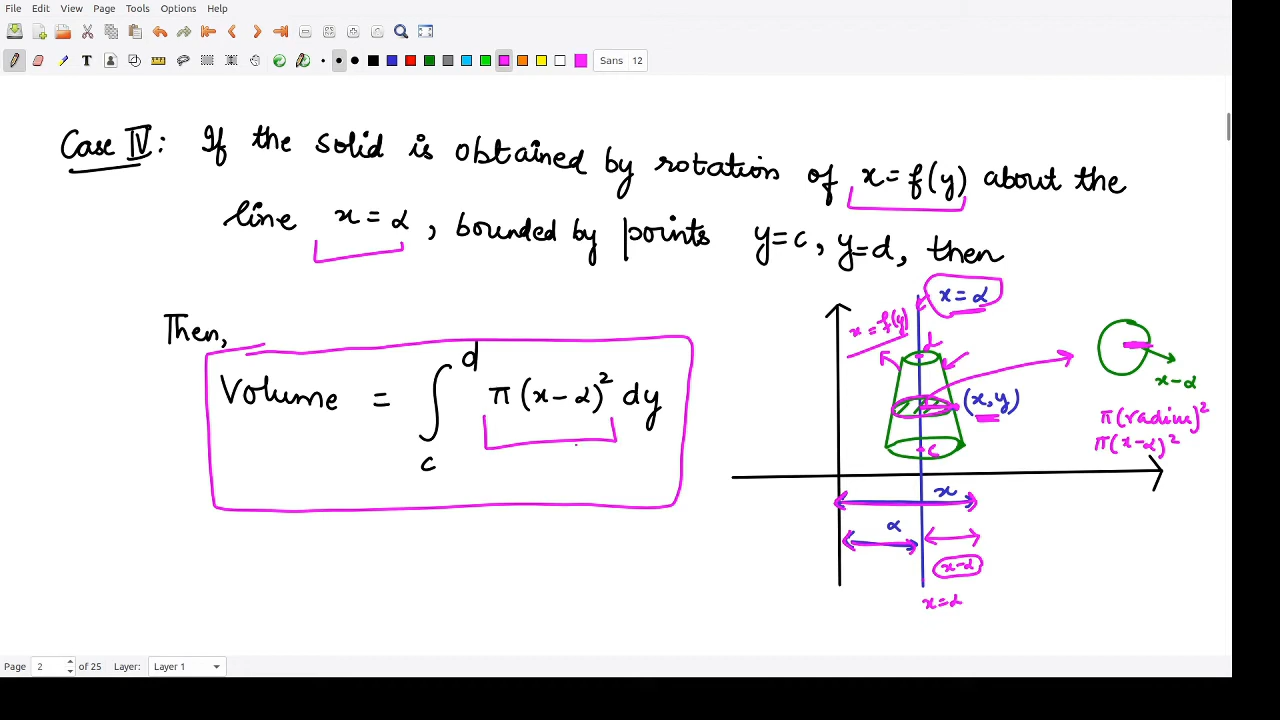 File Edit View Page Tools Options Help
Sans 12
Case IV: If the solid is obtained by rotation of x = f(y) about the
line x = α, bounded by points y=c, y=d, then
x = α
Then,
x = f(y)
d
Volume = ∫_c^d π(x-α)² dy
(x, y)
x-α
π(radius)²
π(x-α)²
c
x
α
x-α
x=α
Page 2 of 25 Layer: Layer 1